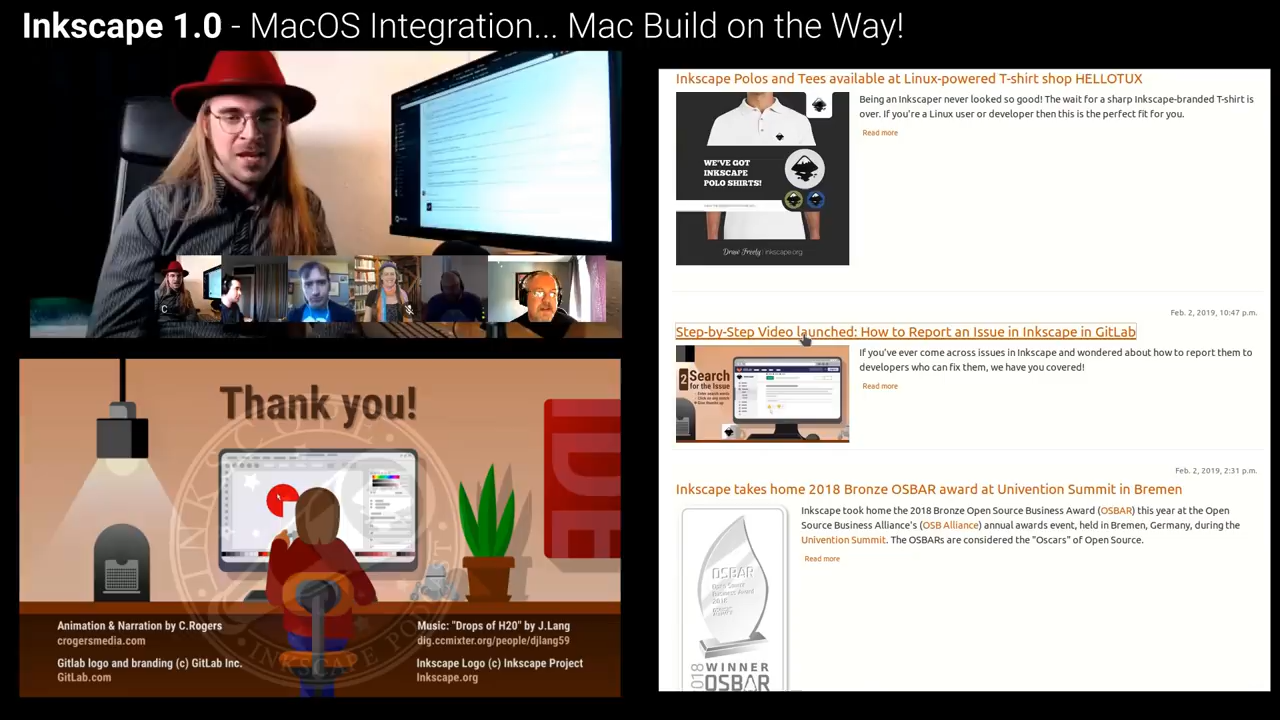 Inkscape 1.0 - MacOS Integration... Mac Build on the Way!
C
Thank you!
Animation & Narration by C.Rogers
crogersmedia.com
Gitlab logo and branding (c) GitLab Inc.
GitLab.com
Music: "Drops of H20" by J.Lang
dig.ccmixter.org/people/djlang59
Inkscape Logo (c) Inkscape Project
Inkscape.org
Inkscape Polos and Tees available at Linux-powered T-shirt shop HELLOTUX
WE'VE GOT
INKSCAPE
POLO SHIRTS!
Draw Freely | inkscape.org
Being an Inkscaper never looked so good! The wait for a sharp Inkscape-branded T-shirt is
over. If you're a Linux user or developer then this is the perfect fit for you.
Read more
Feb. 2, 2019, 10:47 p.m.
Step-by-Step Video launched: How to Report an Issue in Inkscape in GitLab
2 Search
for the Issue
If you've ever come across issues in Inkscape and wondered about how to report them to
developers who can fix them, we have you covered!
Read more
Feb. 2, 2019, 2:31 p.m.
Inkscape takes home 2018 Bronze OSBAR award at Univention Summit in Bremen
Inkscape took home the 2018 Bronze Open Source Business Award (OSBAR) this year at the Open
Source Business Alliance's (OSB Alliance) annual awards event, held in Bremen, Germany, during the
Univention Summit. The OSBARs are considered the "Oscars" of Open Source.
Read more
OSBAR
2018
WINNER
OSBAR